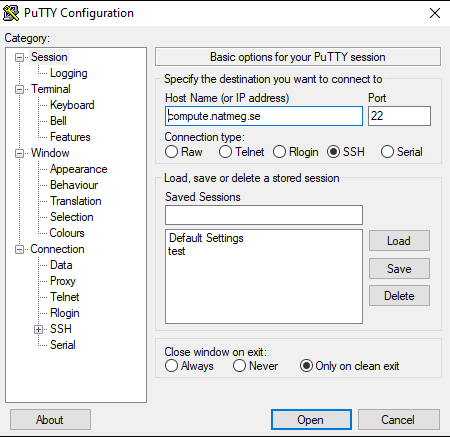 PuTTY Configuration
Category:
Session
Logging
Terminal
Keyboard
Bell
Features
Window
Appearance
Behaviour
Translation
Selection
Colours
Connection
Data
Proxy
Telnet
Rlogin
SSH
Serial
Basic options for your PuTTY session
Specify the destination you want to connect to
Host Name (or IP address) Port
compute.natmeg.se 22
Connection type:
Raw Telnet Rlogin SSH Serial
Load, save or delete a stored session
Saved Sessions
Default Settings
test
Load
Save
Delete
Close window on exit:
Always Never Only on clean exit
About Open Cancel